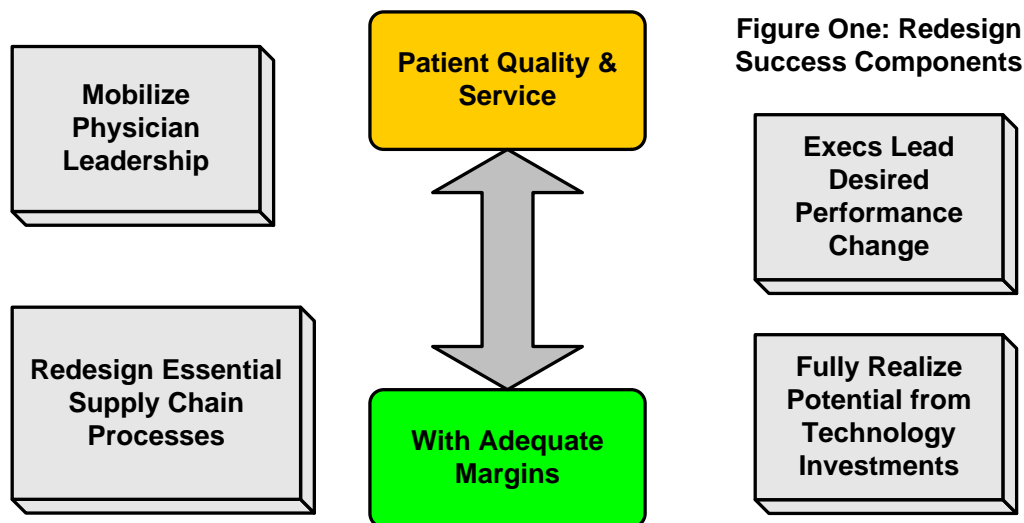 Figure One: Redesign
Success Components
Mobilize
Physician
Leadership
Patient Quality &
Service
Execs Lead
Desired
Performance
Change
Redesign Essential
Supply Chain
Processes
With Adequate
Margins
Fully Realize
Potential from
Technology
Investments